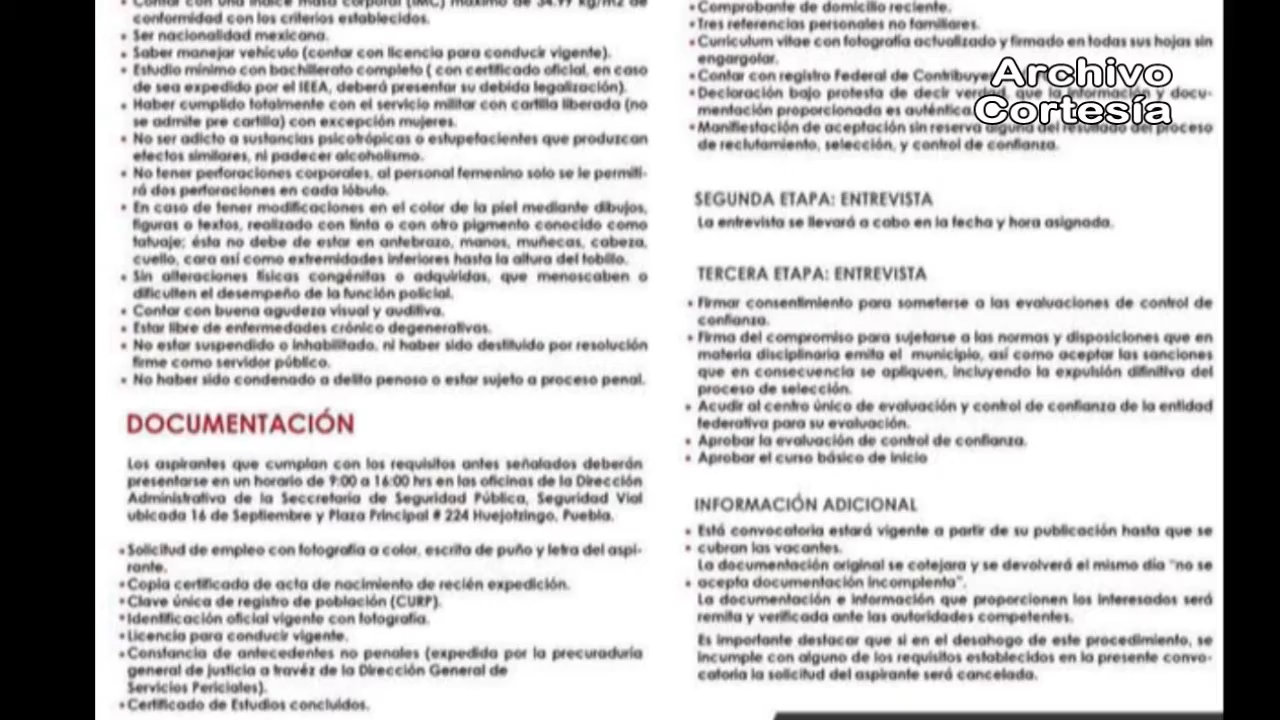 Contar con una índice masa corporal (IMC) máximo de 34.99 kg/m2 de
conformidad con los criterios establecidos.
• Ser nacionalidad mexicana.
• Saber manejar vehículo (contar con licencia para conducir vigente).
• Estudio mínimo con bachillerato completo ( con certificado oficial, en caso
de sea expedido por el IEEA, deberá presentar su debida legalización).
• Haber cumplido totalmente con el servicio militar con cartilla liberada (no
se admite pre cartilla) con excepción mujeres.
• No ser adicto a sustancias psicotrópicas o estupefacientes que produzcan
efectos similares, ni padecer alcoholismo.
• No tener perforaciones corporales, al personal femenino solo se le permiti-
rá dos perforaciones en cada lóbulo.
• En caso de tener modificaciones en el color de la piel mediante dibujos,
figuras o textos, realizado con tinta o con otro pigmento conocido como
tatuaje; ésta no debe de estar en antebrazo, manos, muñecas, cabeza,
cuello, cara así como extremidades inferiores hasta la altura del tobillo.
• Sin alteraciones físicas congénitas o adquiridas, que menoscaben o
dificulten el desempeño de la función policial.
• Contar con buena agudeza visual y auditiva.
• Estar libre de enfermedades crónico degenerativas.
• No estar suspendido o inhabilitado, ni haber sido destituido por resolución
firme como servidor público.
• No haber sido condenado a delito penoso o estar sujeto a proceso penal.
DOCUMENTACIÓN
Los aspirantes que cumplan con los requisitos antes señalados deberán
presentarse en un horario de 9:00 a 16:00 hrs en las oficinas de la Dirección
Administrativa de la Seccretaría de Seguridad Pública, Seguridad Vial
ubicada 16 de Septiembre y Plaza Principal # 224 Huejotzingo, Puebla.
• Solicitud de empleo con fotografía a color, escrita de puño y letra del aspi-
rante.
• Copia certificada de acta de nacimiento de recién expedición.
• Clave única de registro de población (CURP).
• Identificación oficial vigente con fotografía.
• Licencia para conducir vigente.
• Constancia de antecedentes no penales (expedida por la precuraduría
general de justicia a travéz de la Dirección General de
Servicios Periciales).
• Certificado de Estudios concluidos.
• Comprobante de domicilio reciente.
• Tres referencias personales no familiares.
• Curriculum vitae con fotografía actualizado y firmado en todas sus hojas sin
engargolar.
• Contar con registro Federal de Contribuye
• Declaración bajo protesta de decir verdad, que la información y docu-
mentación proporcionada es auténtica.
• Manifiestación de aceptación sin reserva alguna del resultado del proceso
de reclutamiento, selección, y control de confianza.
Archivo
Cortesía
SEGUNDA ETAPA: ENTREVISTA
La entrevista se llevará a cabo en la fecha y hora asignada.
TERCERA ETAPA: ENTREVISTA
• Firmar consentimiento para someterse a las evaluaciones de control de
confianza.
• Firma del compromiso para sujetarse a las normas y disposiciones que en
materia disciplinaria emita el municipio, así como aceptar las sanciones
que en consecuencia se apliquen, incluyendo la expulsión difinitiva del
proceso de selección.
• Acudir al centro único de evaluación y control de confianza de la entidad
federativa para su evaluación.
• Aprobar la evaluación de control de confianza.
• Aprobar el curso básico de inicio
INFORMACIÓN ADICIONAL
• Está convocatoria estará vigente a partir de su publicación hasta que se
• cubran las vacantes.
La documentación original se cotejara y se devolverá el mismo día "no se
• acepta documentación incomplenta".
La documentación e información que proporcionen los interesados será
remita y verificada ante las autoridades competentes.
Es importante destacar que si en el desahogo de este procedimiento, se
incumple con alguno de los requisitos establecidos en la presente convo-
catoria la solicitud del aspirante será cancelada.